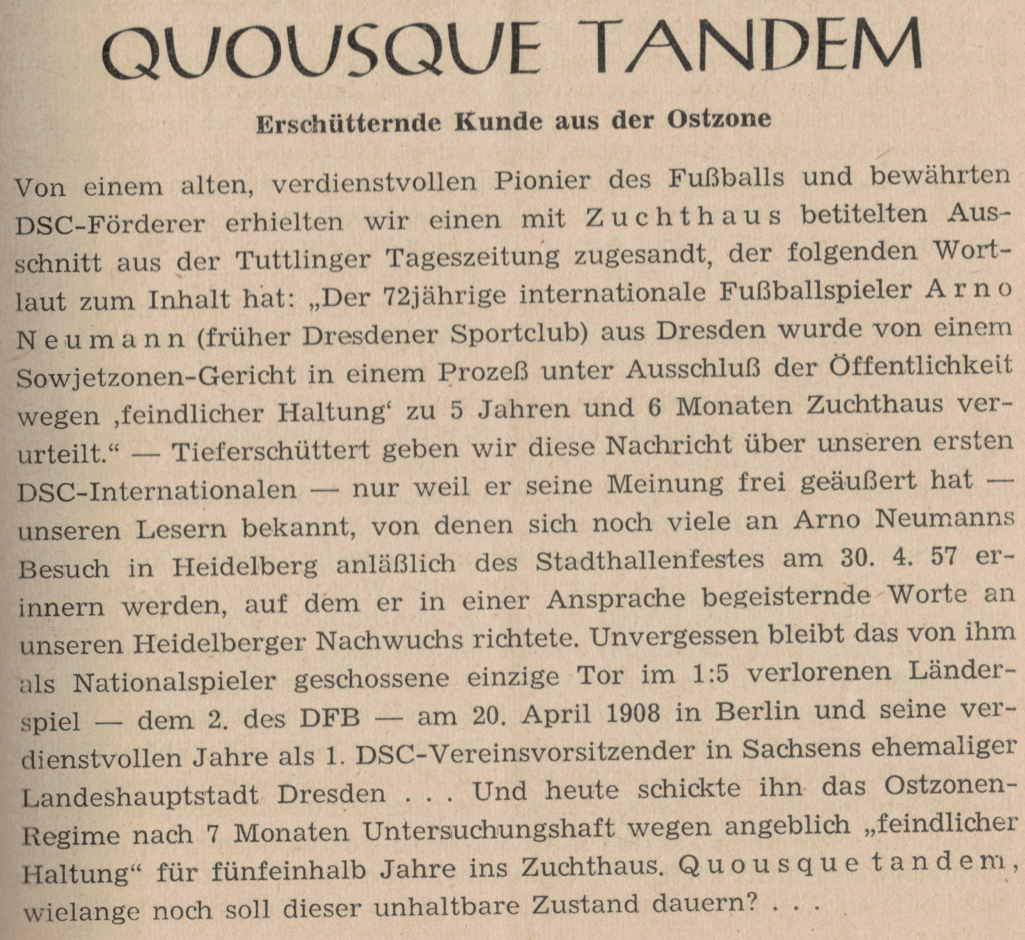 QUOUSQUE TANDEM
Erschütternde Kunde aus der Ostzone
Von einem alten, verdienstvollen Pionier des Fußballs und bewährten
DSC-Förderer erhielten wir einen mit Zuchthaus betitelten Aus-
schnitt aus der Tuttlinger Tageszeitung zugesandt, der folgenden Wort-
laut zum Inhalt hat: „Der 72jährige internationale Fußballspieler Arno
Neumann (früher Dresdener Sportclub) aus Dresden wurde von einem
Sowjetzonen-Gericht in einem Prozeß unter Ausschluß der Öffentlichkeit
wegen ‚feindlicher Haltung‘ zu 5 Jahren und 6 Monaten Zuchthaus ver-
urteilt.“ — Tieferschüttert geben wir diese Nachricht über unseren ersten
DSC-Internationalen — nur weil er seine Meinung frei geäußert hat —
unseren Lesern bekannt, von denen sich noch viele an Arno Neumanns
Besuch in Heidelberg anläßlich des Stadthallenfestes am 30. 4. 57 er-
innern werden, auf dem er in einer Ansprache begeisternde Worte an
unseren Heidelberger Nachwuchs richtete. Unvergessen bleibt das von ihm
als Nationalspieler geschossene einzige Tor im 1:5 verlorenen Länder-
spiel — dem 2. des DFB — am 20. April 1908 in Berlin und seine ver-
dienstvollen Jahre als 1. DSC-Vereinsvorsitzender in Sachsens ehemaliger
Landeshauptstadt Dresden . . . Und heute schickte ihn das Ostzonen-
Regime nach 7 Monaten Untersuchungshaft wegen angeblich „feindlicher
Haltung“ für fünfeinhalb Jahre ins Zuchthaus. Quousque tandem,
wielange noch soll dieser unhaltbare Zustand dauern? . . .